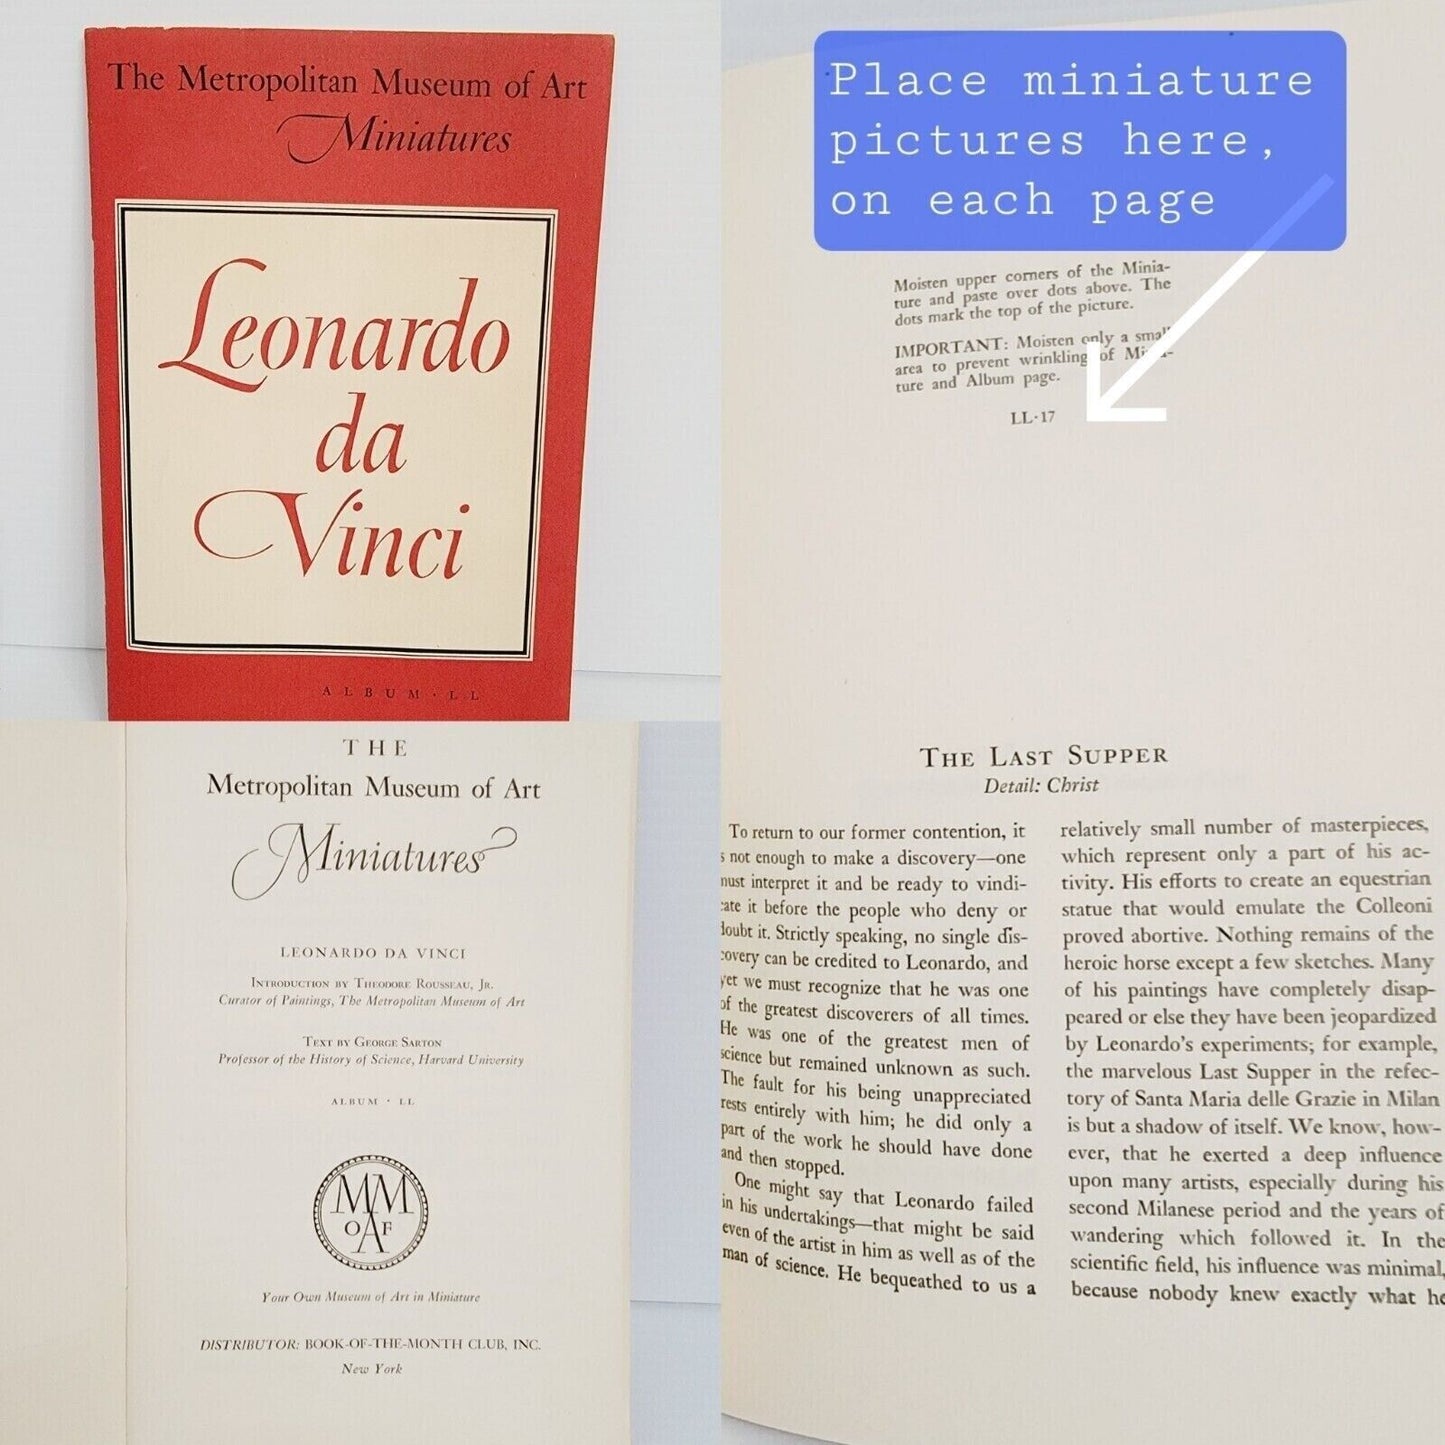 The Metropolitan Museum of Art
Miniatures
Leonardo
da
Vinci
ALBUM · LL
Place miniature
pictures here,
on each page
Moisten upper corners of the Minia-
ture and paste over dots above. The
dots mark the top of the picture.
IMPORTANT: Moisten only a small
area to prevent wrinkling of Minia-
ture and Album page.
LL·17
THE LAST SUPPER
Detail: Christ
To return to our former contention, it
s not enough to make a discovery—one
nust interpret it and be ready to vindi-
cate it before the people who deny or
doubt it. Strictly speaking, no single dis-
covery can be credited to Leonardo, and
yet we must recognize that he was one
of the greatest discoverers of all times.
He was one of the greatest men of
science but remained unknown as such.
The fault for his being unappreciated
rests entirely with him; he did only a
part of the work he should have done
and then stopped.
One might say that Leonardo failed
in his undertakings—that might be said
even of the artist in him as well as of the
man of science. He bequeathed to us a
relatively small number of masterpieces,
which represent only a part of his ac-
tivity. His efforts to create an equestrian
statue that would emulate the Colleoni
proved abortive. Nothing remains of the
heroic horse except a few sketches. Many
of his paintings have completely disap-
peared or else they have been jeopardized
by Leonardo's experiments; for example,
the marvelous Last Supper in the refec-
tory of Santa Maria delle Grazie in Milan
is but a shadow of itself. We know, how-
ever, that he exerted a deep influence
upon many artists, especially during his
second Milanese period and the years of
wandering which followed it. In the
scientific field, his influence was minimal,
because nobody knew exactly what he
THE
Metropolitan Museum of Art
Miniatures
LEONARDO DA VINCI
INTRODUCTION BY THEODORE ROUSSEAU, JR.
Curator of Paintings, The Metropolitan Museum of Art
TEXT BY GEORGE SARTON
Professor of the History of Science, Harvard University
ALBUM · LL
MM
OAF
Your Own Museum of Art in Miniature
DISTRIBUTOR: BOOK-OF-THE-MONTH CLUB, INC.
New York